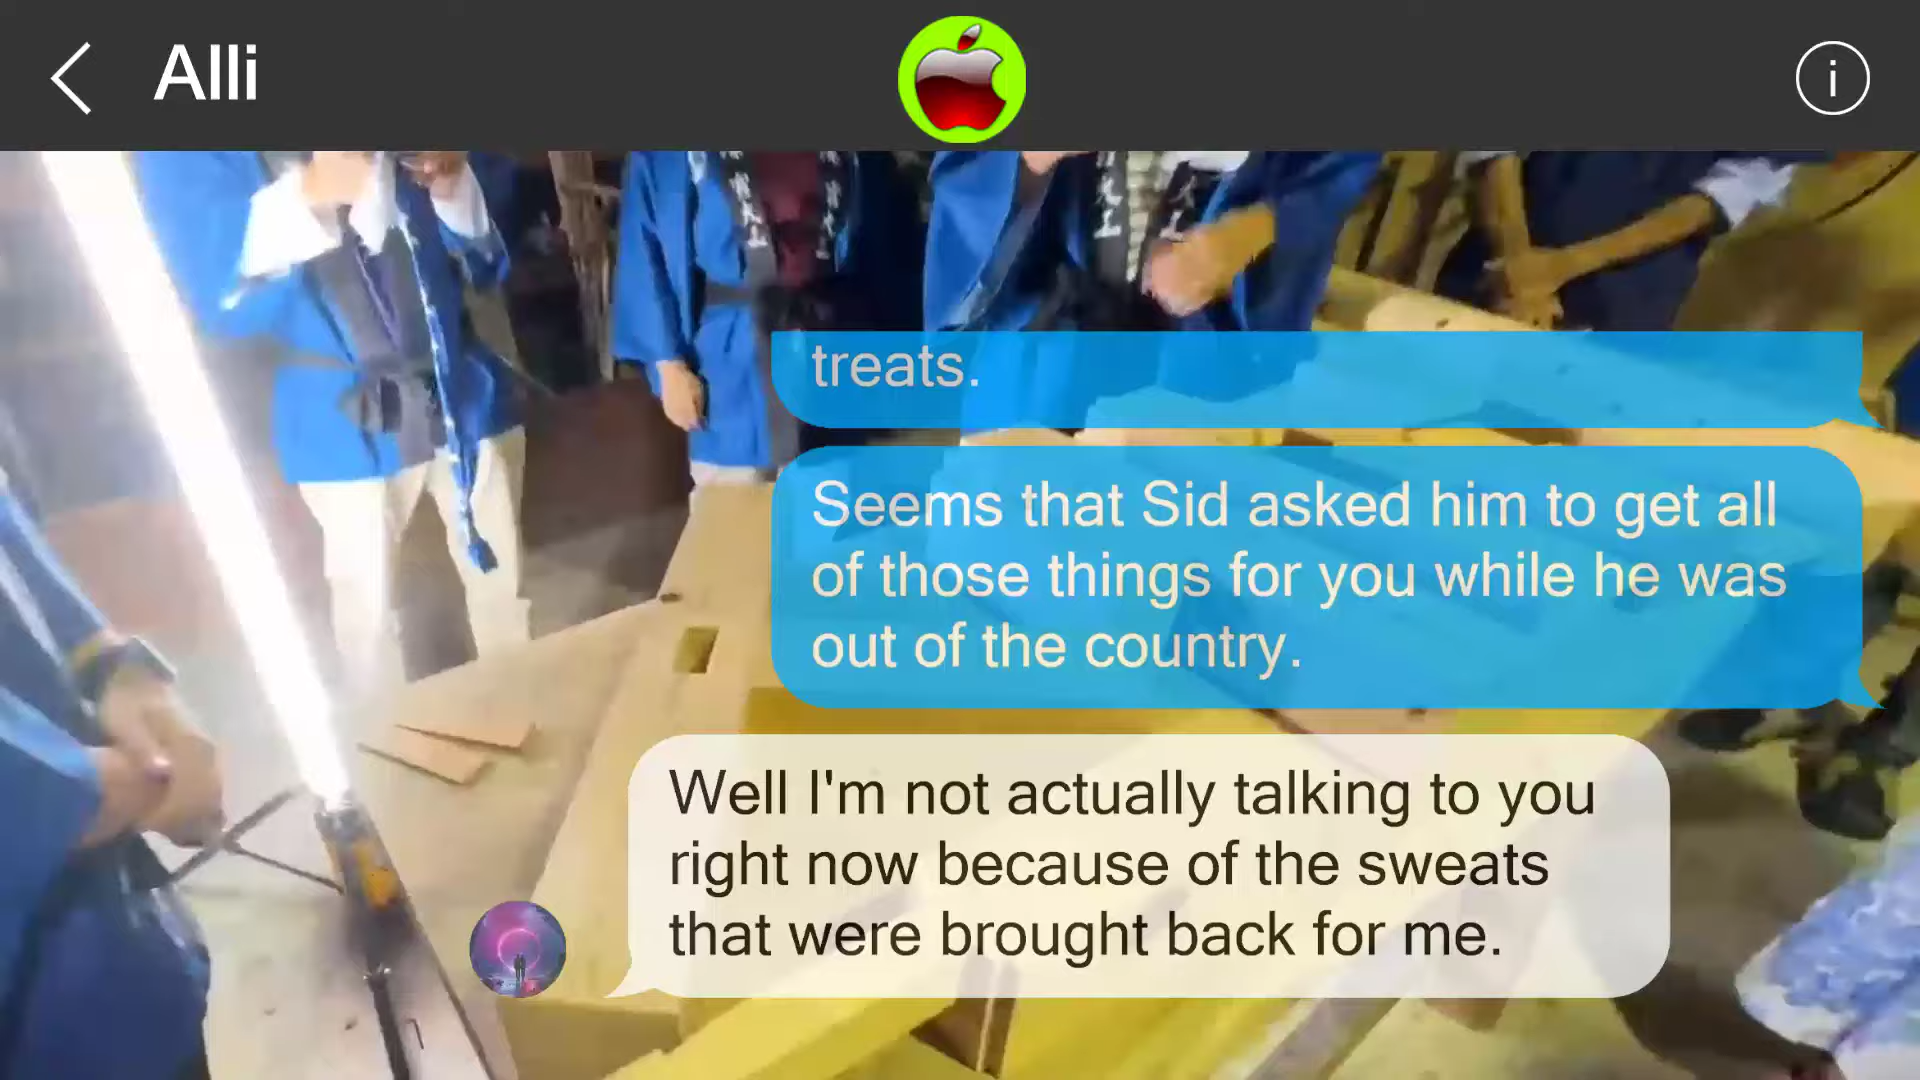 Alli
treats.
Seems that Sid asked him to get all
of those things for you while he was
out of the country.
Well I'm not actually talking to you
right now because of the sweats
that were brought back for me.